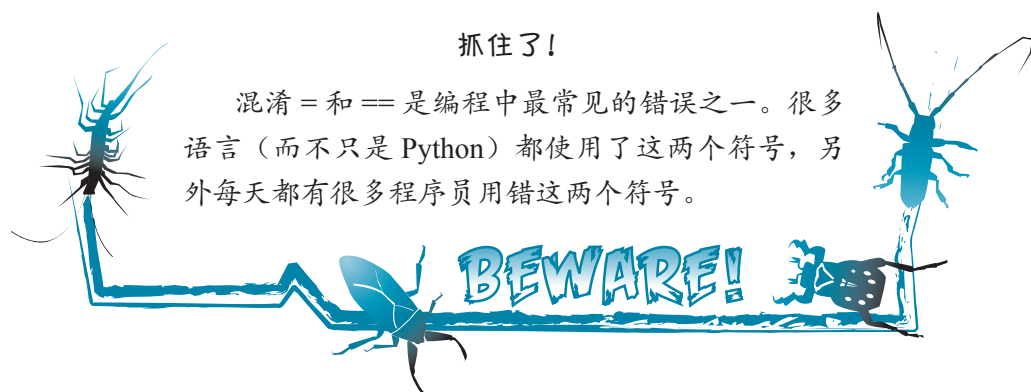 抓住了！
混淆 = 和 == 是编程中最常见的错误之一。很多
语言（而不只是 Python）都使用了这两个符号，另
外每天都有很多程序员用错这两个符号。
BEWARE!